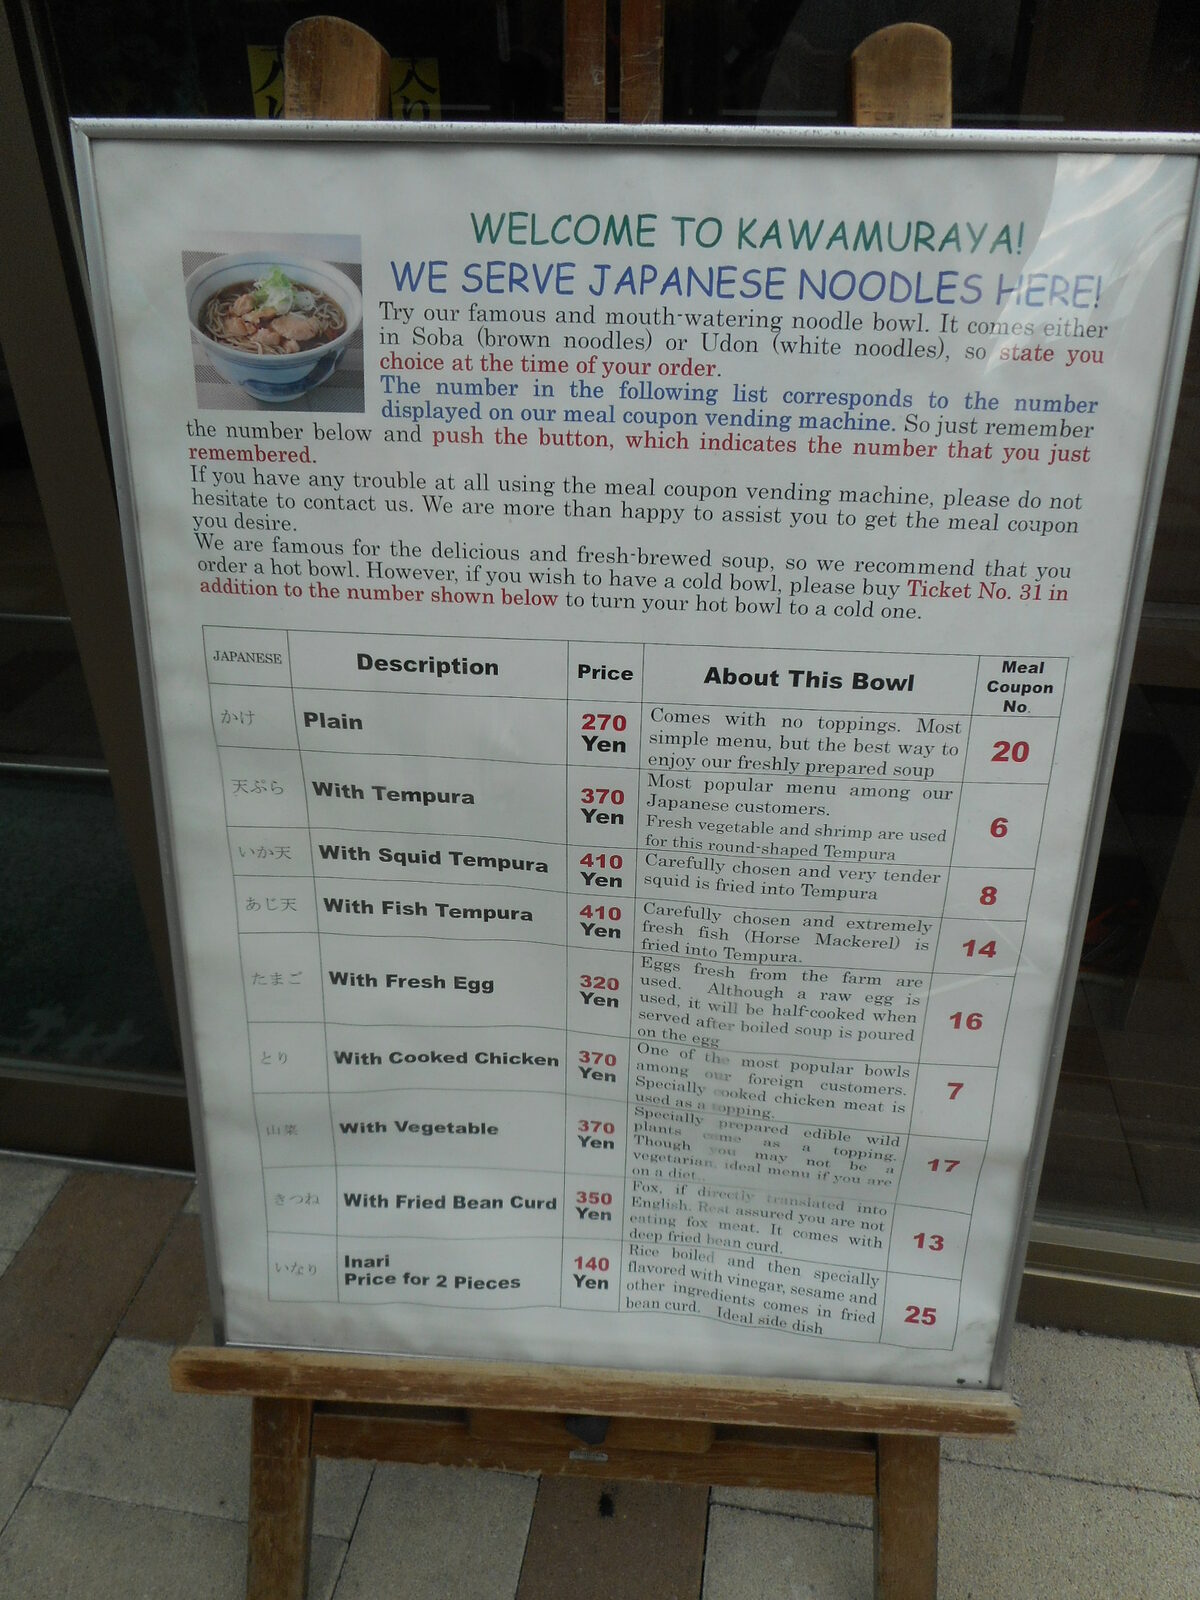 入り
入り
WELCOME TO KAWAMURAYA!
WE SERVE JAPANESE NOODLES HERE!
Try our famous and mouth-watering noodle bowl. It comes either
in Soba (brown noodles) or Udon (white noodles), so state you
choice at the time of your order.
The number in the following list corresponds to the number
displayed on our meal coupon vending machine. So just remember
the number below and push the button, which indicates the number that you just
remembered.
If you have any trouble at all using the meal coupon vending machine, please do not
hesitate to contact us. We are more than happy to assist you to get the meal coupon
you desire.
We are famous for the delicious and fresh-brewed soup, so we recommend that you
order a hot bowl. However, if you wish to have a cold bowl, please buy Ticket No. 31 in
addition to the number shown below to turn your hot bowl to a cold one.
JAPANESE Description Price About This Bowl Meal
Coupon
No.
かけ Plain 270
Yen
Comes with no toppings. Most
simple menu, but the best way to
enjoy our freshly prepared soup
20
天ぷら With Tempura 370
Yen
Most popular menu among our
Japanese customers.
Fresh vegetable and shrimp are used
for this round-shaped Tempura
6
いか天 With Squid Tempura 410
Yen
Carefully chosen and very tender
squid is fried into Tempura
8
あじ天 With Fish Tempura 410
Yen
Carefully chosen and extremely
fresh fish (Horse Mackerel) is
fried into Tempura.
14
たまご With Fresh Egg 320
Yen
Eggs fresh from the farm are
used. Although a raw egg is
used, it will be half-cooked when
served after boiled soup is poured
on the egg
16
とり With Cooked Chicken 370
Yen
One of the most popular bowls
among our foreign customers.
Specially cooked chicken meat is
used as a topping.
7
山菜 With Vegetable 370
Yen
Specially prepared edible wild
plants come as a topping.
Though you may not be a
vegetarian, ideal menu if you are
on a diet.
17
きつね With Fried Bean Curd 350
Yen
Fox, if directly translated into
English. Rest assured you are not
eating fox meat. It comes with
deep fried bean curd.
13
いなり Inari
Price for 2 Pieces
140
Yen
Rice boiled and then specially
flavored with vinegar, sesame and
other ingredients comes in fried
bean curd. Ideal side dish
25